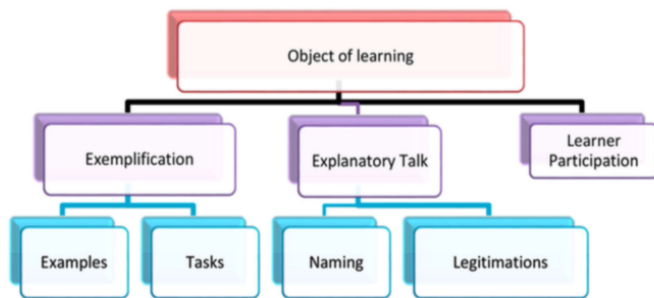 Object of learning
Exemplification
Explanatory Talk
Learner
Participation
Examples
Tasks
Naming
Legitimations